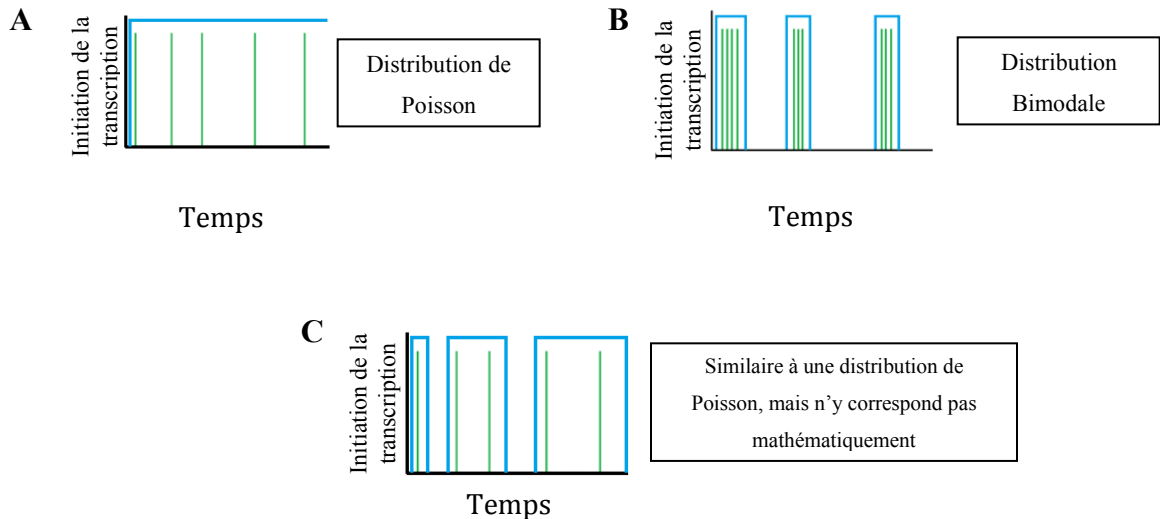 A
Initiation de la
transcription
Distribution de
Poisson
Temps
B
Initiation de la
transcription
Distribution
Bimodale
Temps
C
Initiation de la
transcription
Similaire à une distribution de
Poisson, mais n'y correspond pas
mathématiquement
Temps